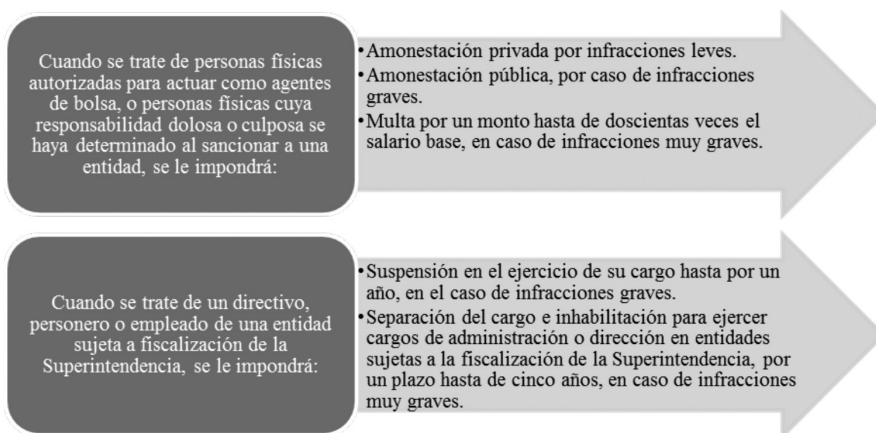 Cuando se trate de personas físicas
autorizadas para actuar como agentes
de bolsa, o personas físicas cuya
responsabilidad dolosa o culposa se
haya determinado al sancionar a una
entidad, se le impondrá:
•Amonestación privada por infracciones leves.
•Amonestación pública, por caso de infracciones
graves.
•Multa por un monto hasta de doscientas veces el
salario base, en caso de infracciones muy graves.
Cuando se trate de un directivo,
personero o empleado de una entidad
sujeta a fiscalización de la
Superintendencia, se le impondrá:
•Suspensión en el ejercicio de su cargo hasta por un
año, en el caso de infracciones graves.
•Separación del cargo e inhabilitación para ejercer
cargos de administración o dirección en entidades
sujetas a la fiscalización de la Superintendencia, por
un plazo hasta de cinco años, en caso de infracciones
muy graves.